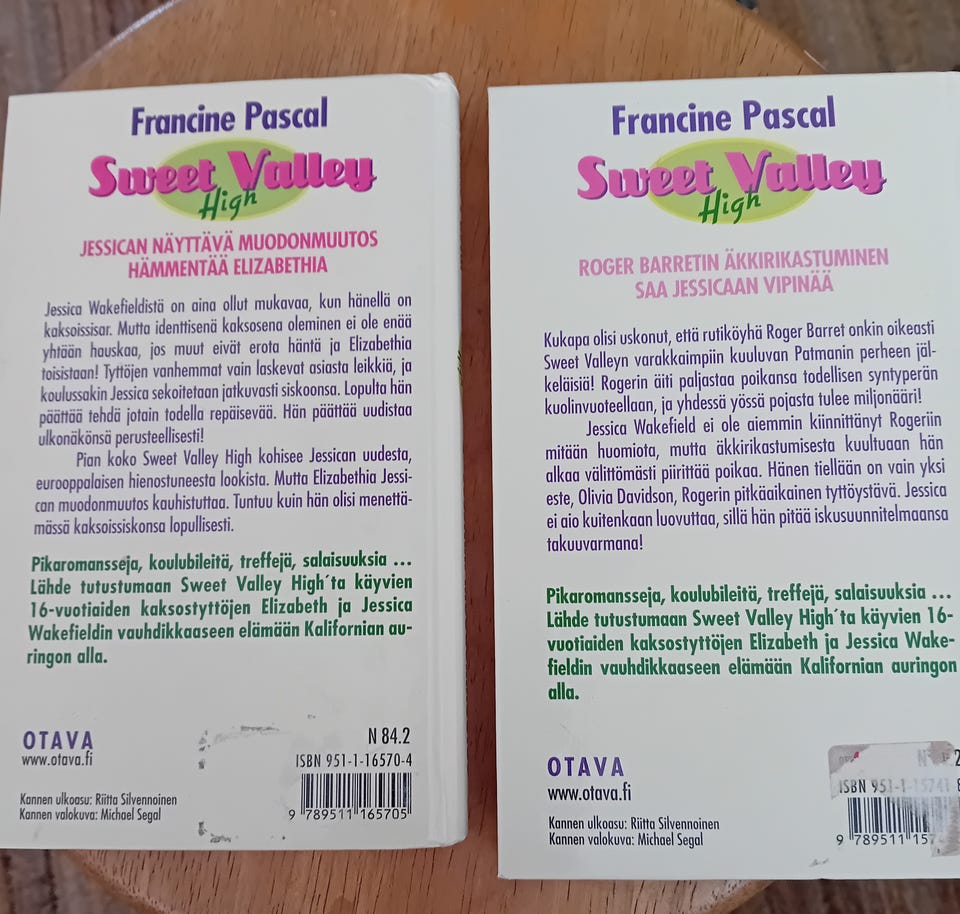 Francine Pascal
Sweet Valley
High
JESSICAN NÄYTTÄVÄ MUODONMUUTOS
HÄMMENTÄÄ ELIZABETHIA
Jessica Wakefieldistä on aina ollut mukavaa, kun hänellä on
kaksoissisar. Mutta identtisenä kaksosena oleminen ei ole enää
yhtään hauskaa, jos muut eivät erota häntä ja Elizabethia
toisistaan! Tyttöjen vanhemmat vain laskevat asiasta leikkiä, ja
koulussakin Jessica sekoitetaan jatkuvasti siskoonsa. Lopulta hän
päättää tehdä jotain todella repäisevää. Hän päättää uudistaa
ulkonäkönsä perusteellisesti!
Pian koko Sweet Valley High kohisee Jessican uudesta,
eurooppalaisen hienostuneesta lookista. Mutta Elizabethia Jessi-
can muodonmuutos kauhistuttaa. Tuntuu kuin hän olisi menettä-
mässä kaksoissiskonsa lopullisesti.
Pikaromansseja, koulubileitä, treffejä, salaisuuksia ...
Lähde tutustumaan Sweet Valley High´ta käyvien
16-vuotiaiden kaksostyttöjen Elizabeth ja Jessica
Wakefieldin vauhdikkaaseen elämään Kalifornian au-
ringon alla.
OTAVA
www.otava.fi
N 84.2
ISBN 951-1-16570-4
Kannen ulkoasu: Riitta Silvennoinen
Kannen valokuva: Michael Segal
9 789511 165705
Francine Pascal
Sweet Valley
High
ROGER BARRETIN ÄKKIRIKASTUMINEN
SAA JESSICAAN VIPINÄÄ
Kukapa olisi uskonut, että rutiköyhä Roger Barret onkin oikeasti
Sweet Valleyn varakkaimpiin kuuluvan Patmanin perheen jäl-
keläisiä! Rogerin äiti paljastaa poikansa todellisen syntyperän
kuolinvuoteellaan, ja yhdessä yössä pojasta tulee miljonääri!
Jessica Wakefield ei ole aiemmin kiinnittänyt Rogeriin
mitään huomiota, mutta äkkirikastumisesta kuultuaan hän
alkaa välittömästi piirittää poikaa. Hänen tiellään on vain yksi
este, Olivia Davidson, Rogerin pitkäaikainen tyttöystävä. Jessica
ei aio kuitenkaan luovuttaa, sillä hän pitää iskusuunnitelmaansa
takuuvarmana!
Pikaromansseja, koulubileitä, treffejä, salaisuuksia ...
Lähde tutustumaan Sweet Valley High´ta käyvien 16-
vuotiaiden kaksostyttöjen Elizabeth ja Jessica Wake-
fieldin vauhdikkaaseen elämään Kalifornian auringon
alla.
OTAVA
www.otava.fi
ISBN 951-1-15741 8
Kannen ulkoasu: Riitta Silvennoinen
Kannen valokuva: Michael Segal
9 789511 15